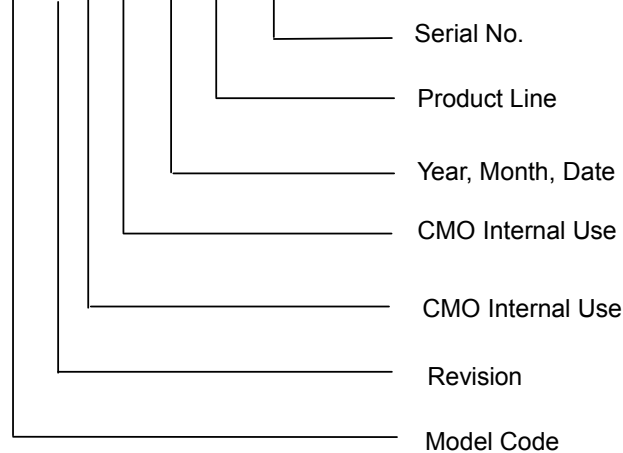 Serial No.
Product Line
Year, Month, Date
CMO Internal Use
CMO Internal Use
Revision
Model Code